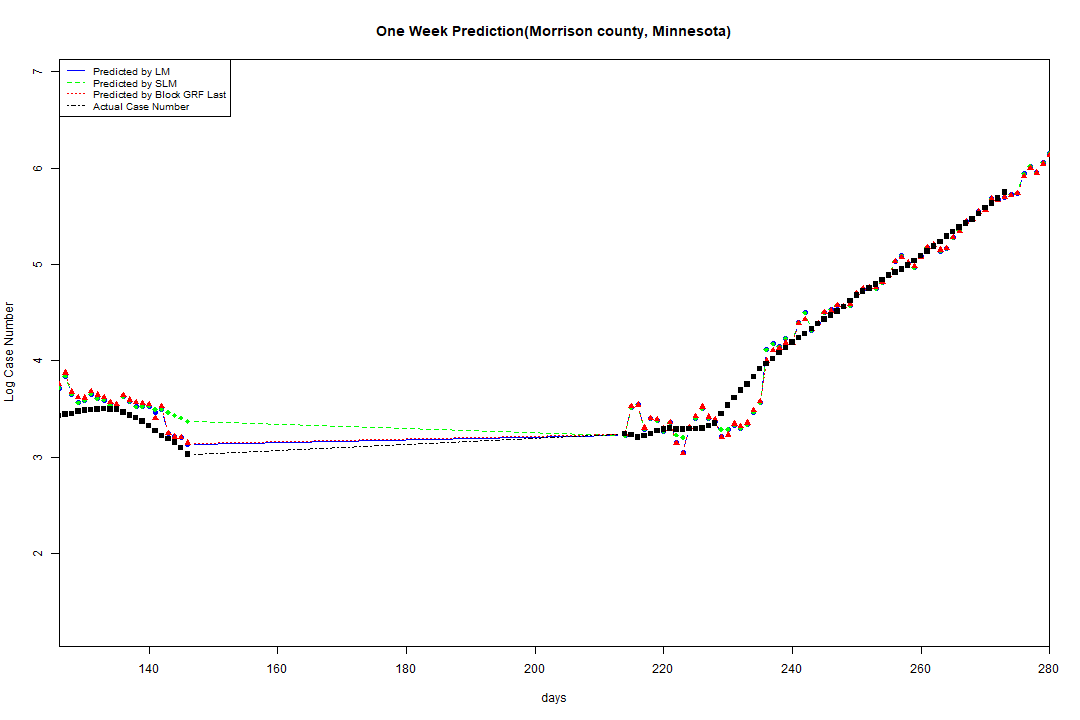 One Week Prediction(Morrison county, Minnesota)
Predicted by LM
Predicted by SLM
Predicted by Block GRF Last
Actual Case Number
7
6
5
4
3
2
Log Case Number
140 160 180 200 220 240 260 280
days